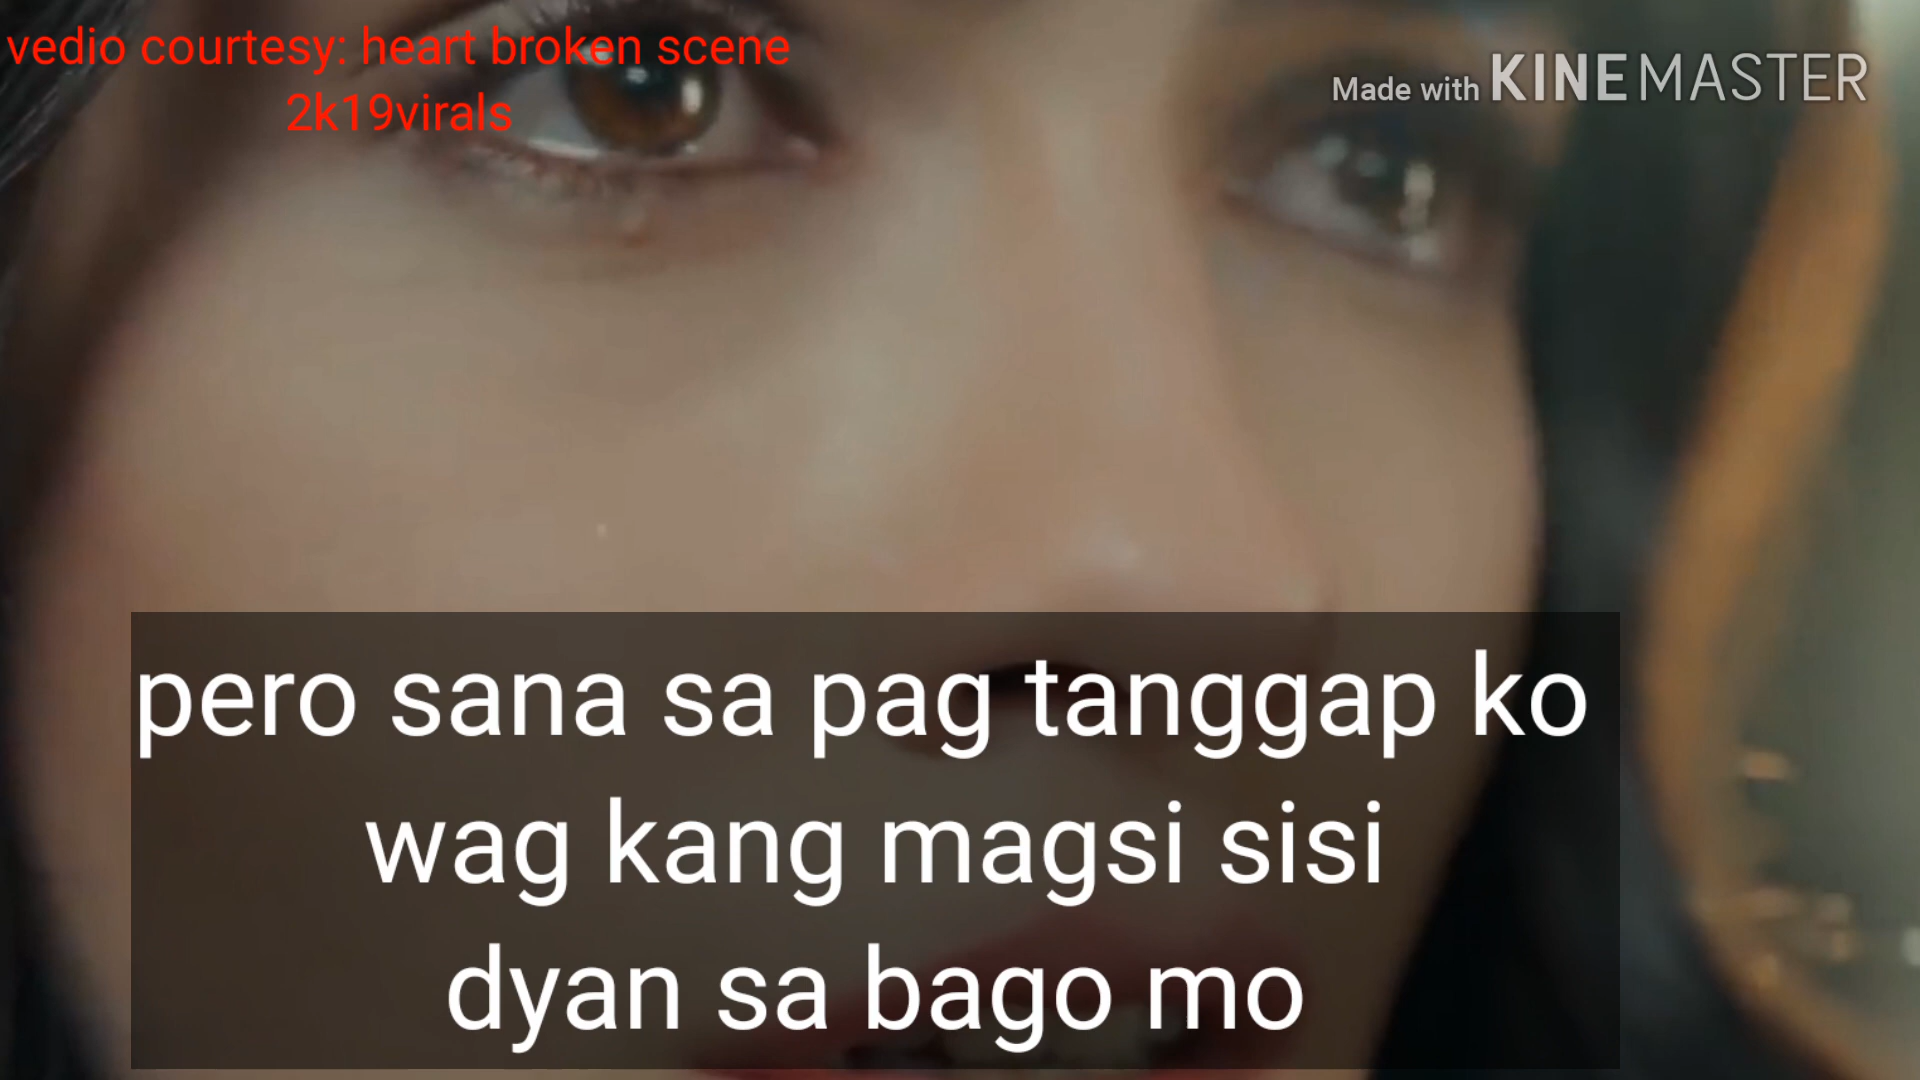 vedio courtesy: heart broken scene
2k19virals
Made with KINEMASTER
pero sana sa pag tanggap ko
wag kang magsi sisi
dyan sa bago mo